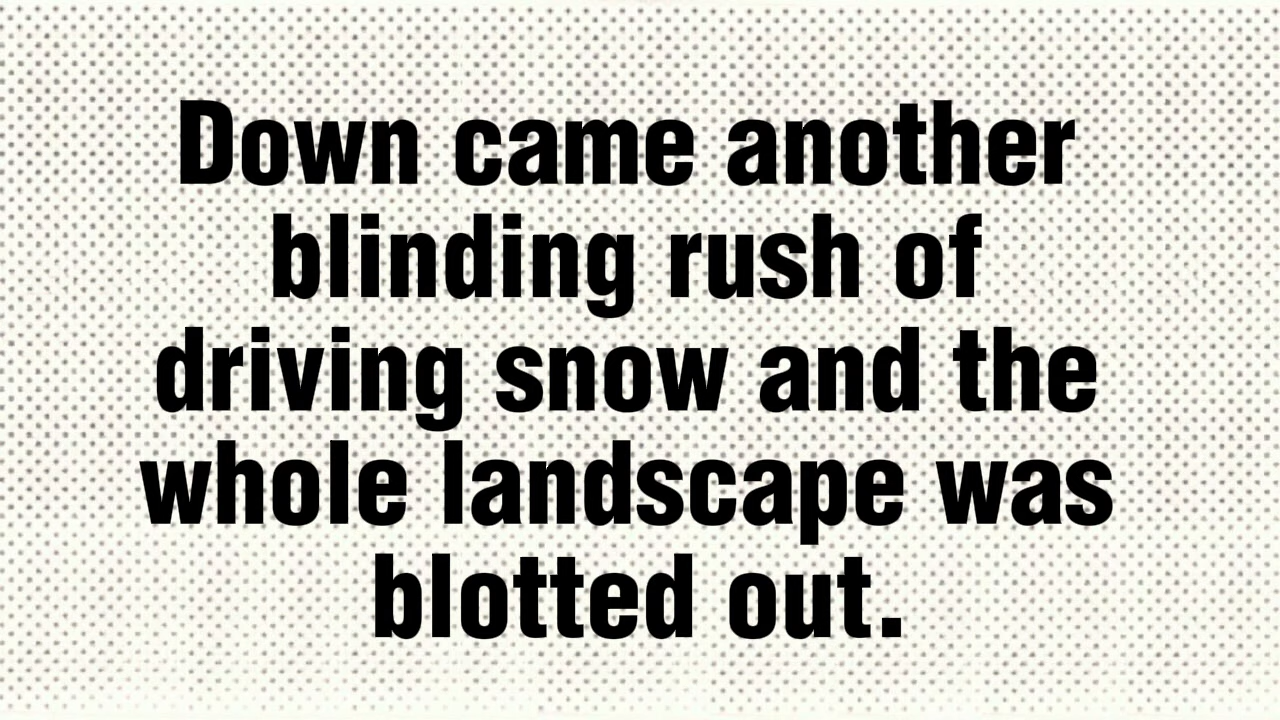 Down came another
blinding rush of
driving snow and the
whole landscape was
blotted out.